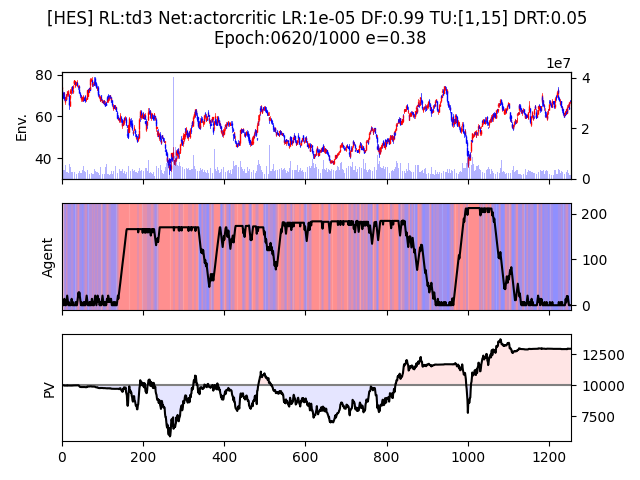 [HES] RL:td3 Net:actorcritic LR:1e-05 DF:0.99 TU:[1,15] DRT:0.05
Epoch:0620/1000 e=0.38
1e7
80
60
40
Env.
4
2
0
Agent
200
100
0
PV
12500
10000
7500
0 200 400 600 800 1000 1200